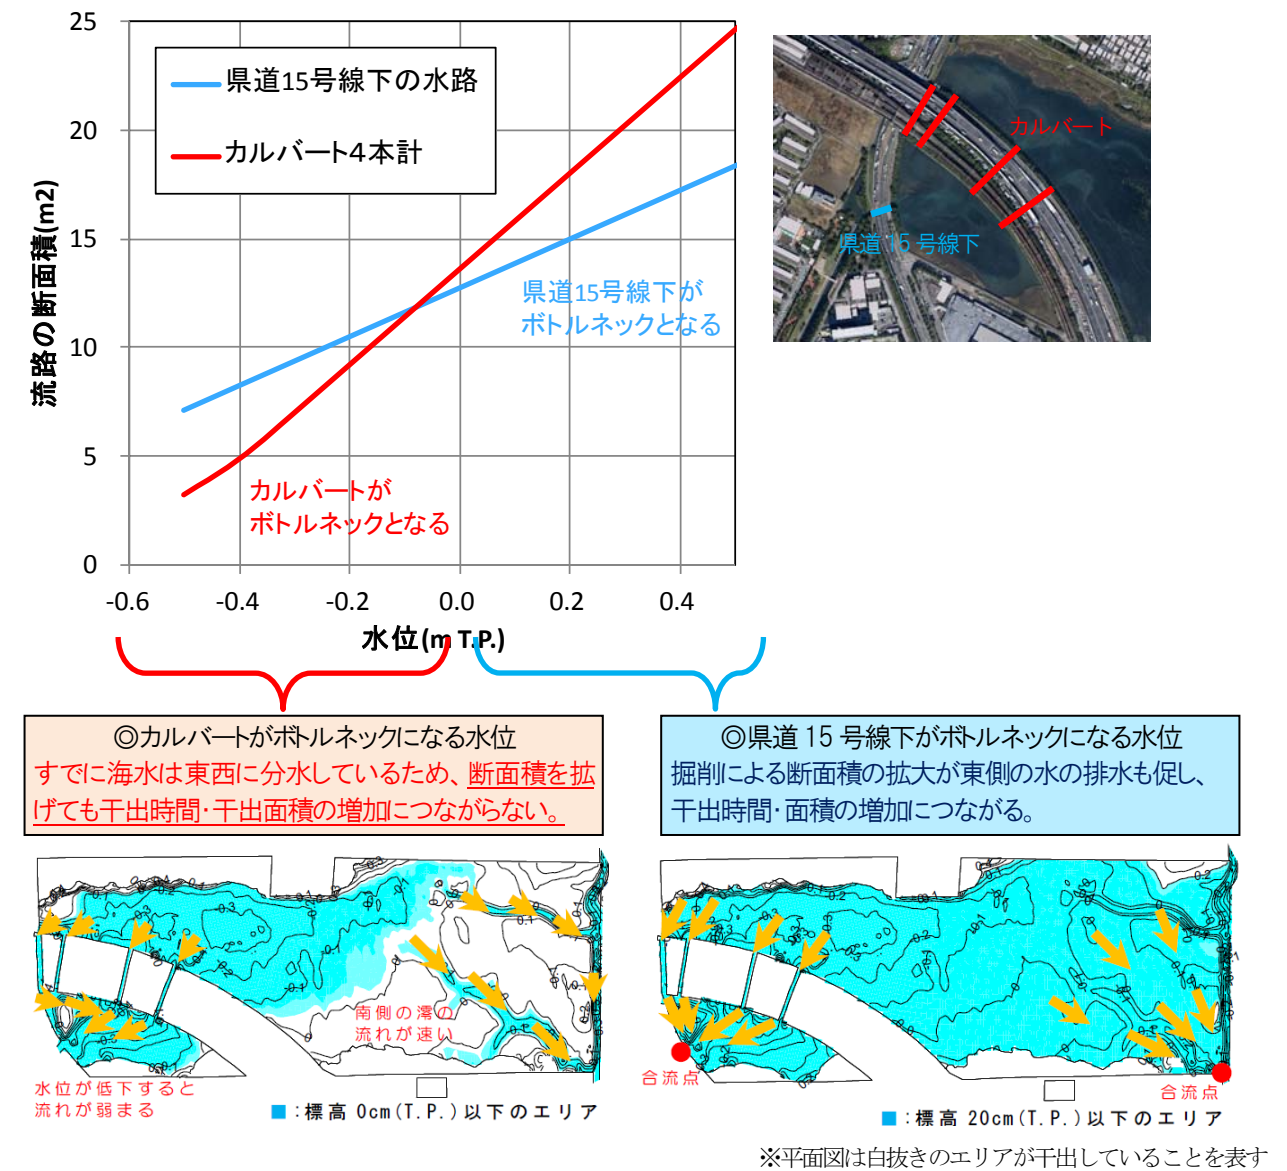 25
20
15
10
5
0
-0.6
-0.4
-0.2
0.0
0.2
0.4
流路の断面積(m2)
水位(m T.P.)
県道15号線下の水路
カルバート4本計
県道15号線下が
ボトルネックとなる
カルバートが
ボトルネックとなる
カルバート
県道 15 号線下
◎カルバートがボトルネックになる水位
すでに海水は東西に分水しているため、断面積を拡
げても干出時間・干出面積の増加につながらない。
◎県道 15 号線下がボトルネックになる水位
掘削による断面積の拡大が東側の水の排水も促し、
干出時間・面積の増加につながる。
南側の澪の
流れが速い
水位が低下すると
流れが弱まる
■:標高 0cm(T.P.)以下のエリア
合流点
合流点
■:標高 20cm(T.P.)以下のエリア
※平面図は白抜きのエリアが干出していることを表す